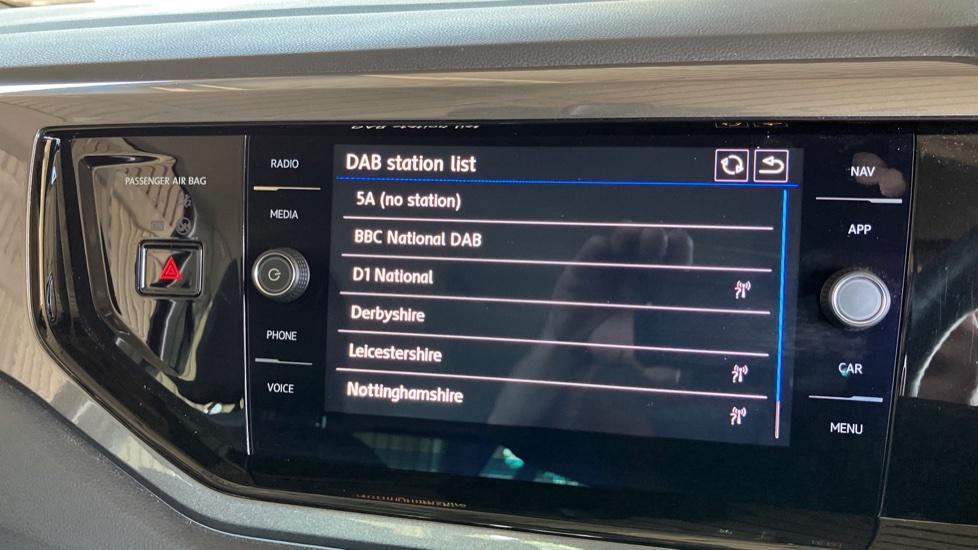 PASSENGER AIR BAG
RADIO
MEDIA
PHONE
VOICE
DAB station list
5A (no station)
BBC National DAB
D1 National
Derbyshire
Leicestershire
Nottinghamshire
NAV
APP
CAR
MENU